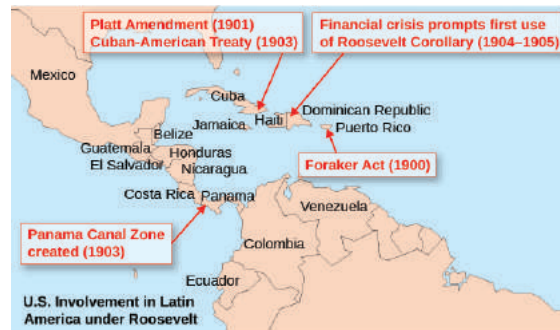 Platt Amendment (1901)
Cuban-American Treaty (1903)
Financial crisis prompts first use
of Roosevelt Corollary (1904–1905)
Mexico
Cuba
Dominican Republic
Haiti
Jamaica
Puerto Rico
Belize
Guatemala
Honduras
El Salvador
Nicaragua
Foraker Act (1900)
Costa Rica
Panama
Venezuela
Panama Canal Zone
created (1903)
Colombia
Ecuador
U.S. Involvement in Latin
America under Roosevelt